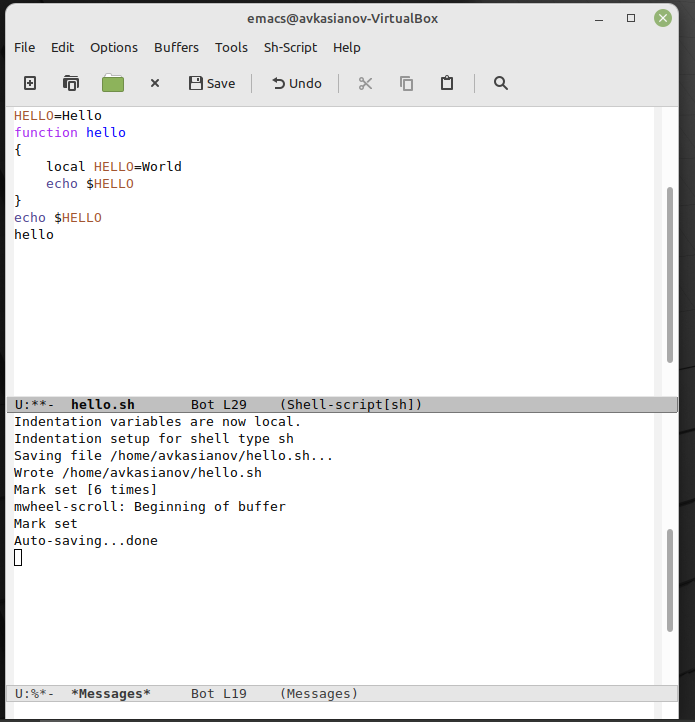 emacs@avkasianov-VirtualBox
File Edit Options Buffers Tools Sh-Script Help
Save Undo
HELLO=Hello
function hello
{
    local HELLO=World
    echo $HELLO
}
echo $HELLO
hello
U:**-  hello.sh       Bot L29    (Shell-script[sh])
Indentation variables are now local.
Indentation setup for shell type sh
Saving file /home/avkasianov/hello.sh...
Wrote /home/avkasianov/hello.sh
Mark set [6 times]
mwheel-scroll: Beginning of buffer
Mark set
Auto-saving...done
U:%*-  *Messages*     Bot L19    (Messages)